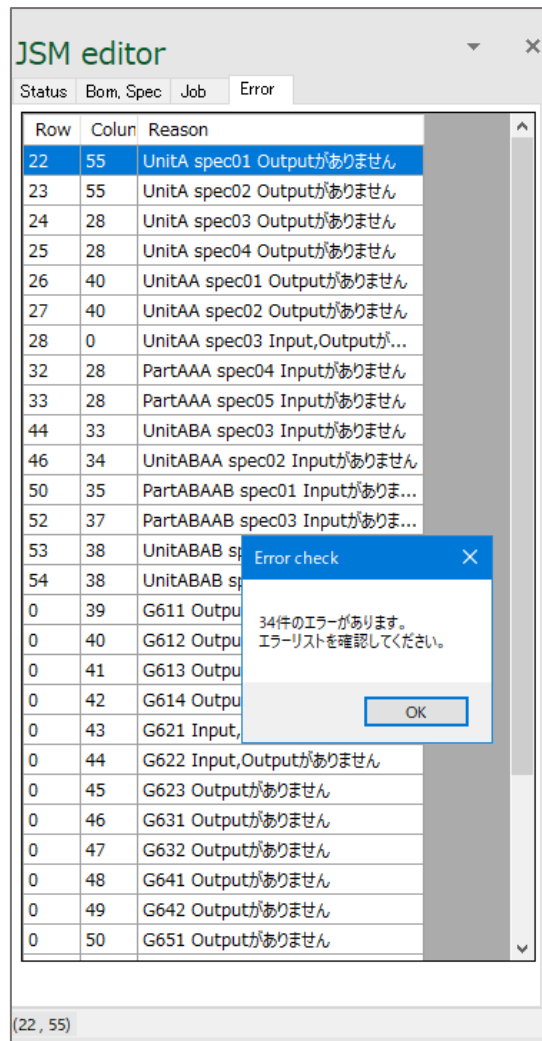 JSM editor
Status Bom, Spec Job Error
Row Colun Reason
22 55 UnitA spec01 Outputがありません
23 55 UnitA spec02 Outputがありません
24 28 UnitA spec03 Outputがありません
25 28 UnitA spec04 Outputがありません
26 40 UnitAA spec01 Outputがありません
27 40 UnitAA spec02 Outputがありません
28 0 UnitAA spec03 Input,Outputが...
32 28 PartAAA spec04 Inputがありません
33 28 PartAAA spec05 Inputがありません
44 33 UnitABA spec03 Inputがありません
46 34 UnitABAA spec02 Inputがありません
50 35 PartABAAB spec01 Inputがありま...
52 37 PartABAAB spec03 Inputがありま...
53 38 UnitABAB sp
54 38 UnitABAB sp
0 39 G611 Outpu
0 40 G612 Outpu
0 41 G613 Outpu
0 42 G614 Outpu
0 43 G621 Input,
Error check
34件のエラーがあります。
エラーリストを確認してください。
OK
0 44 G622 Input,Outputがありません
0 45 G623 Outputがありません
0 46 G631 Outputがありません
0 47 G632 Outputがありません
0 48 G641 Outputがありません
0 49 G642 Outputがありません
0 50 G651 Outputがありません
(22 , 55)